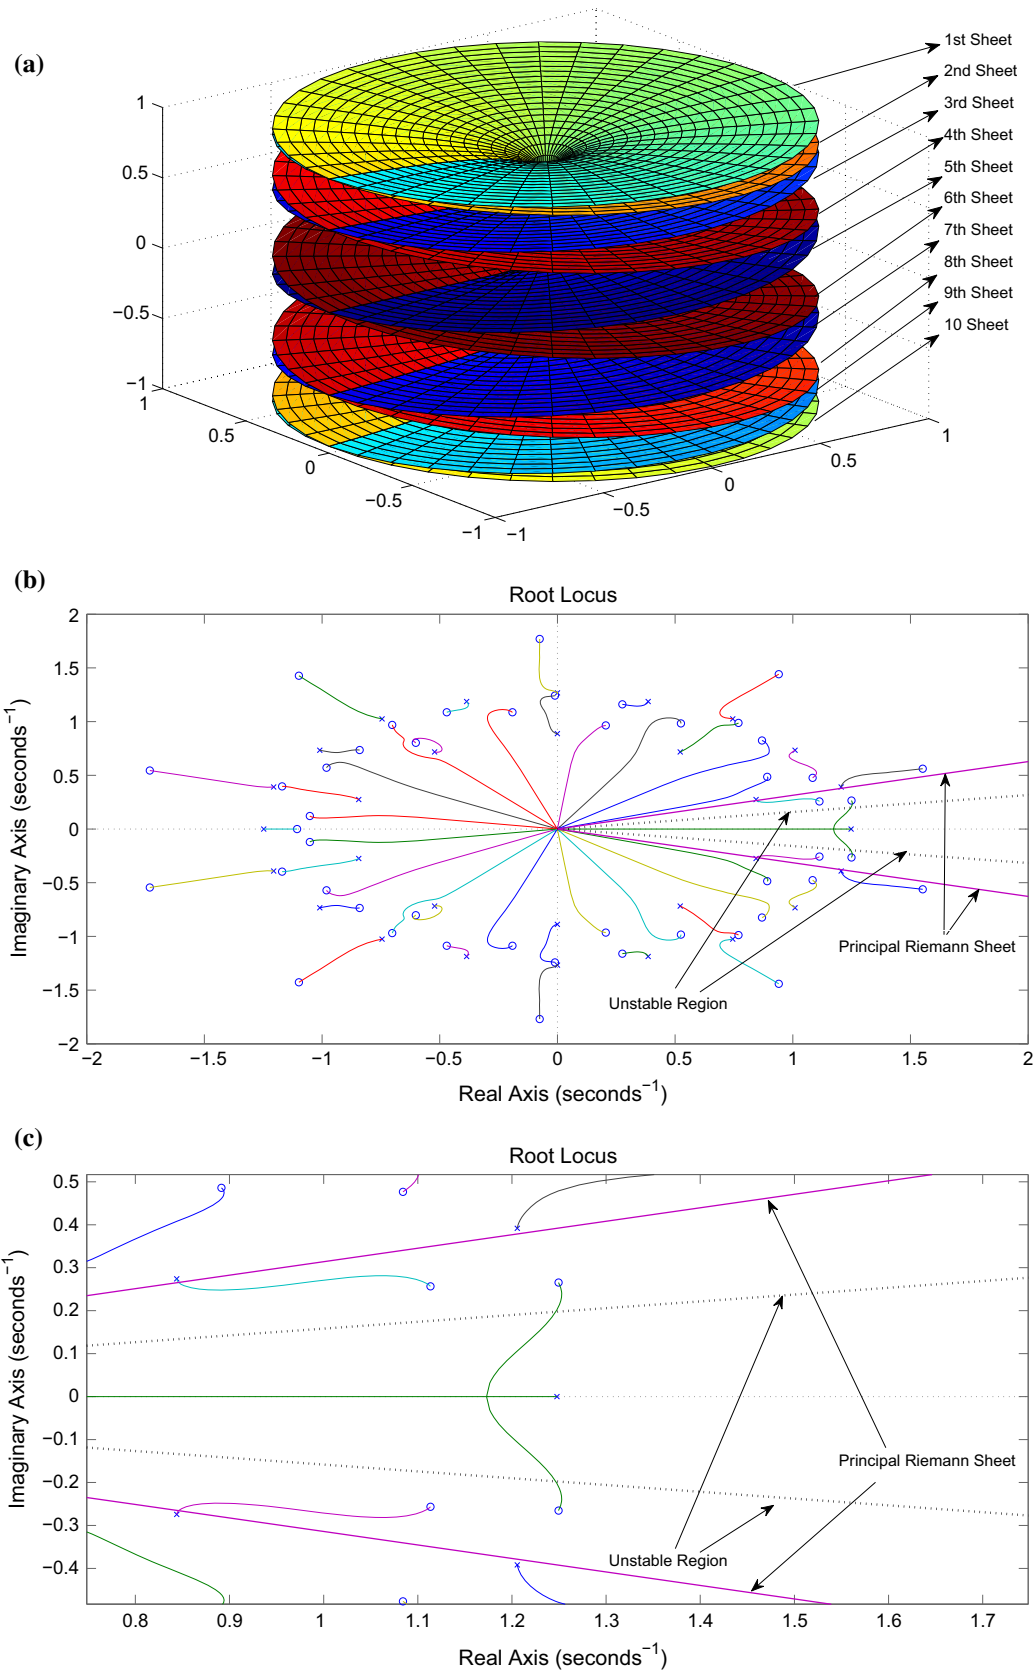 (a)
1st Sheet
2nd Sheet
3rd Sheet
4th Sheet
5th Sheet
6th Sheet
7th Sheet
8th Sheet
9th Sheet
10 Sheet
1
0.5
0
−0.5
−1
1
0.5
0
−0.5
−1
−1
−0.5
0
0.5
1
(b)
Root Locus
Imaginary Axis (seconds⁻¹)
2
1.5
1
0.5
0
−0.5
−1
−1.5
−2
Principal Riemann Sheet
Unstable Region
−2
−1.5
−1
−0.5
0
0.5
1
1.5
2
Real Axis (seconds⁻¹)
(c)
Root Locus
Imaginary Axis (seconds⁻¹)
0.5
0.4
0.3
0.2
0.1
0
−0.1
−0.2
−0.3
−0.4
Principal Riemann Sheet
Unstable Region
0.8
0.9
1
1.1
1.2
1.3
1.4
1.5
1.6
1.7
Real Axis (seconds⁻¹)